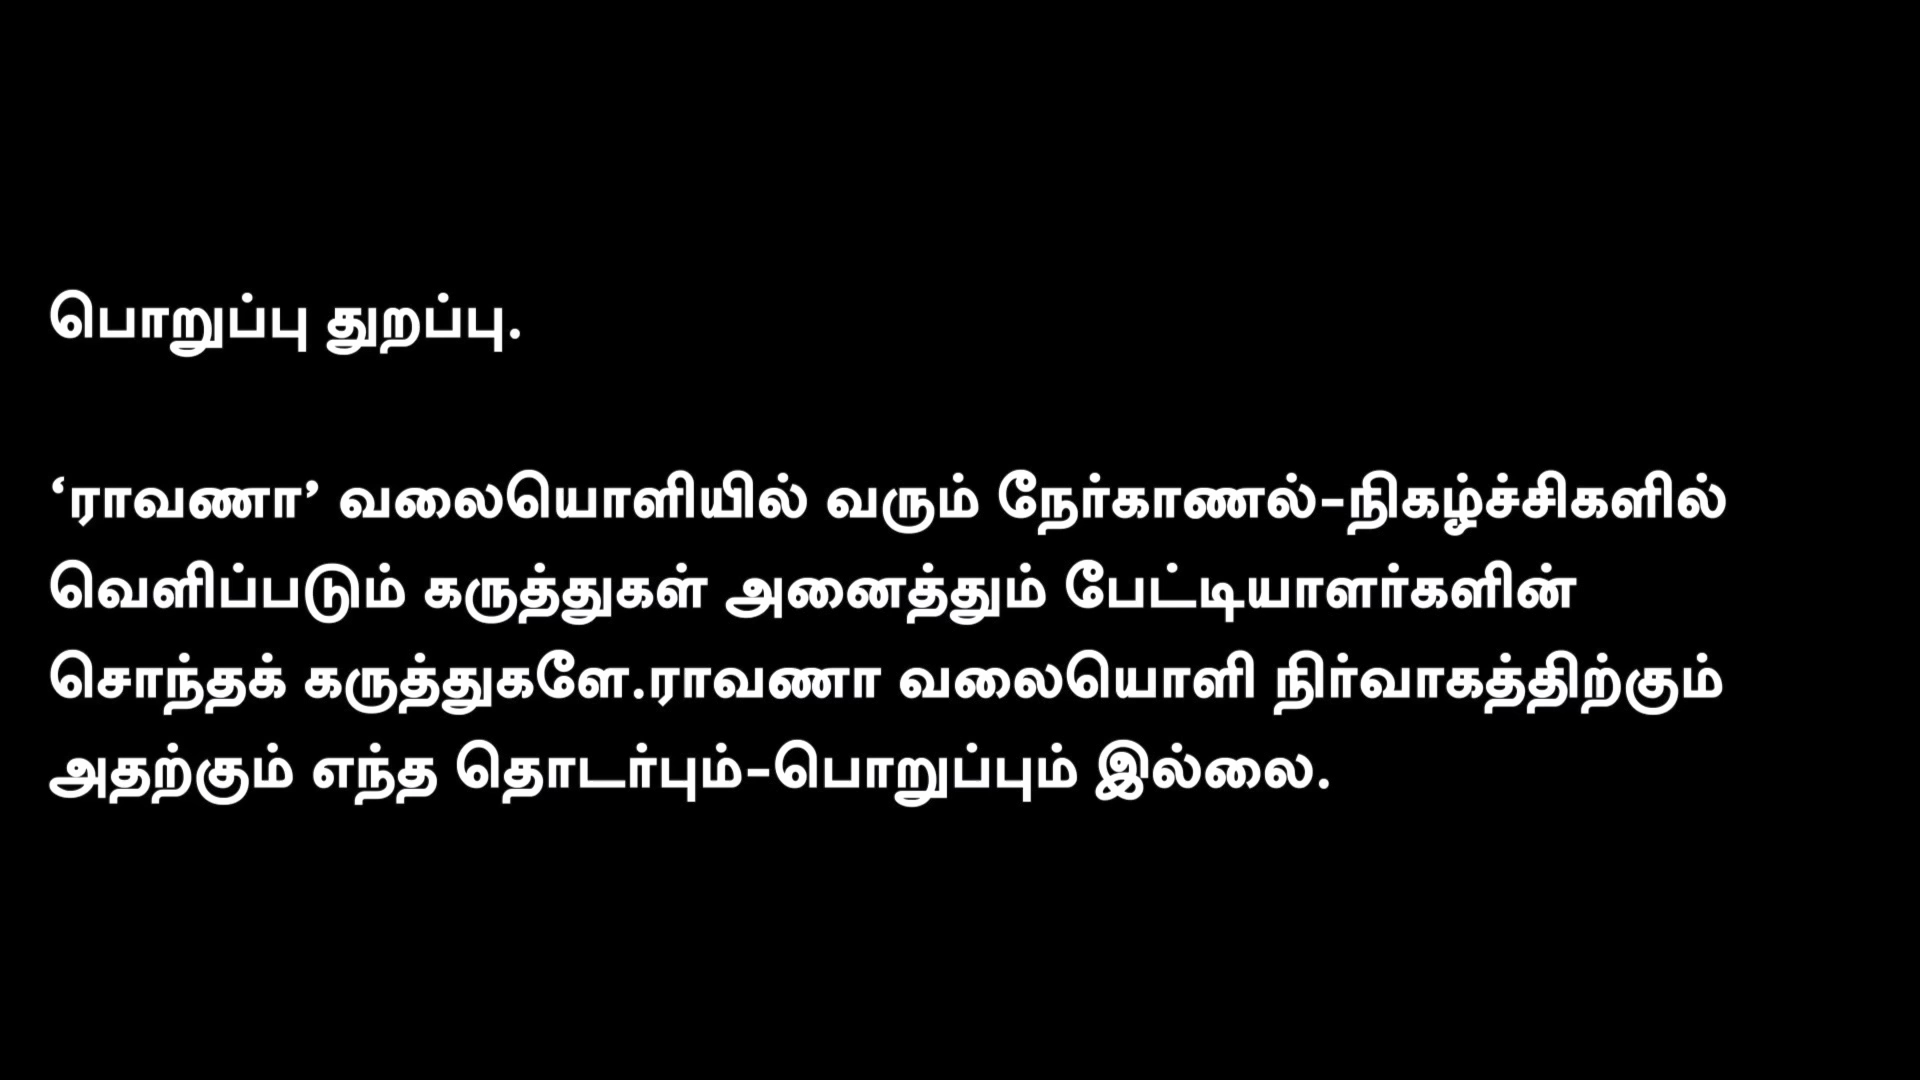 பொறுப்பு துறப்பு.
‘ராவணா’ வலையொளியில் வரும் நேர்காணல்-நிகழ்ச்சிகளில்
வெளிப்படும் கருத்துகள் அனைத்தும் பேட்டியாளர்களின்
சொந்தக் கருத்துகளே.ராவணா வலையொளி நிர்வாகத்திற்கும்
அதற்கும் எந்த தொடர்பும்-பொறுப்பும் இல்லை.